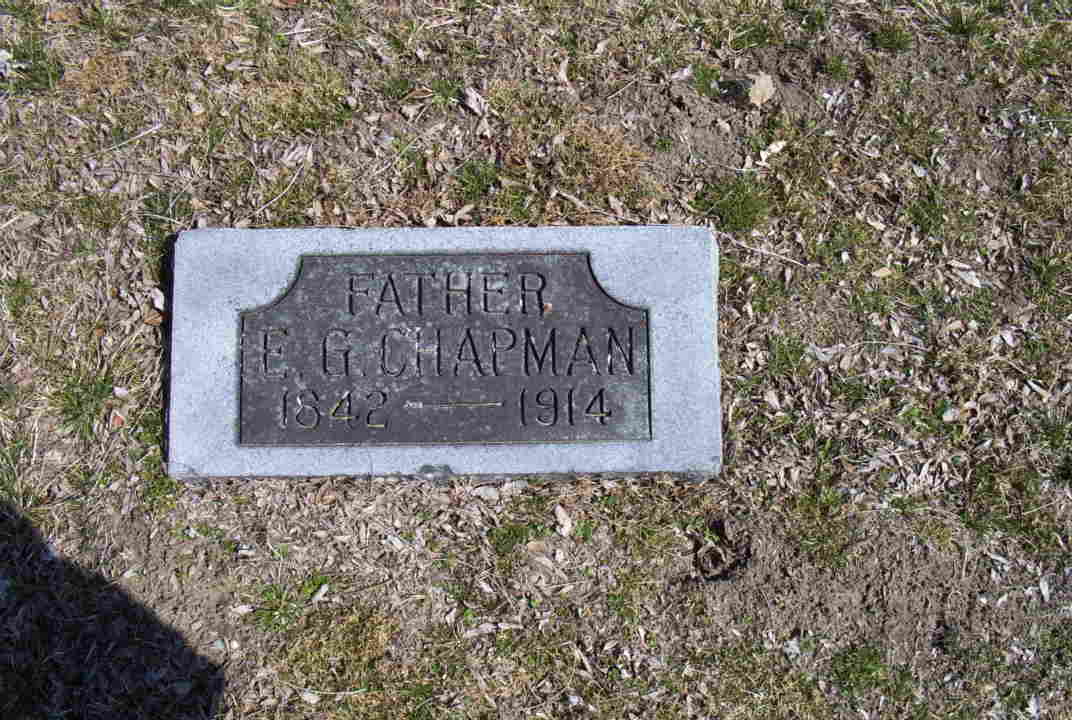 FATHER
E. G. CHAPMAN
1842 — 1914